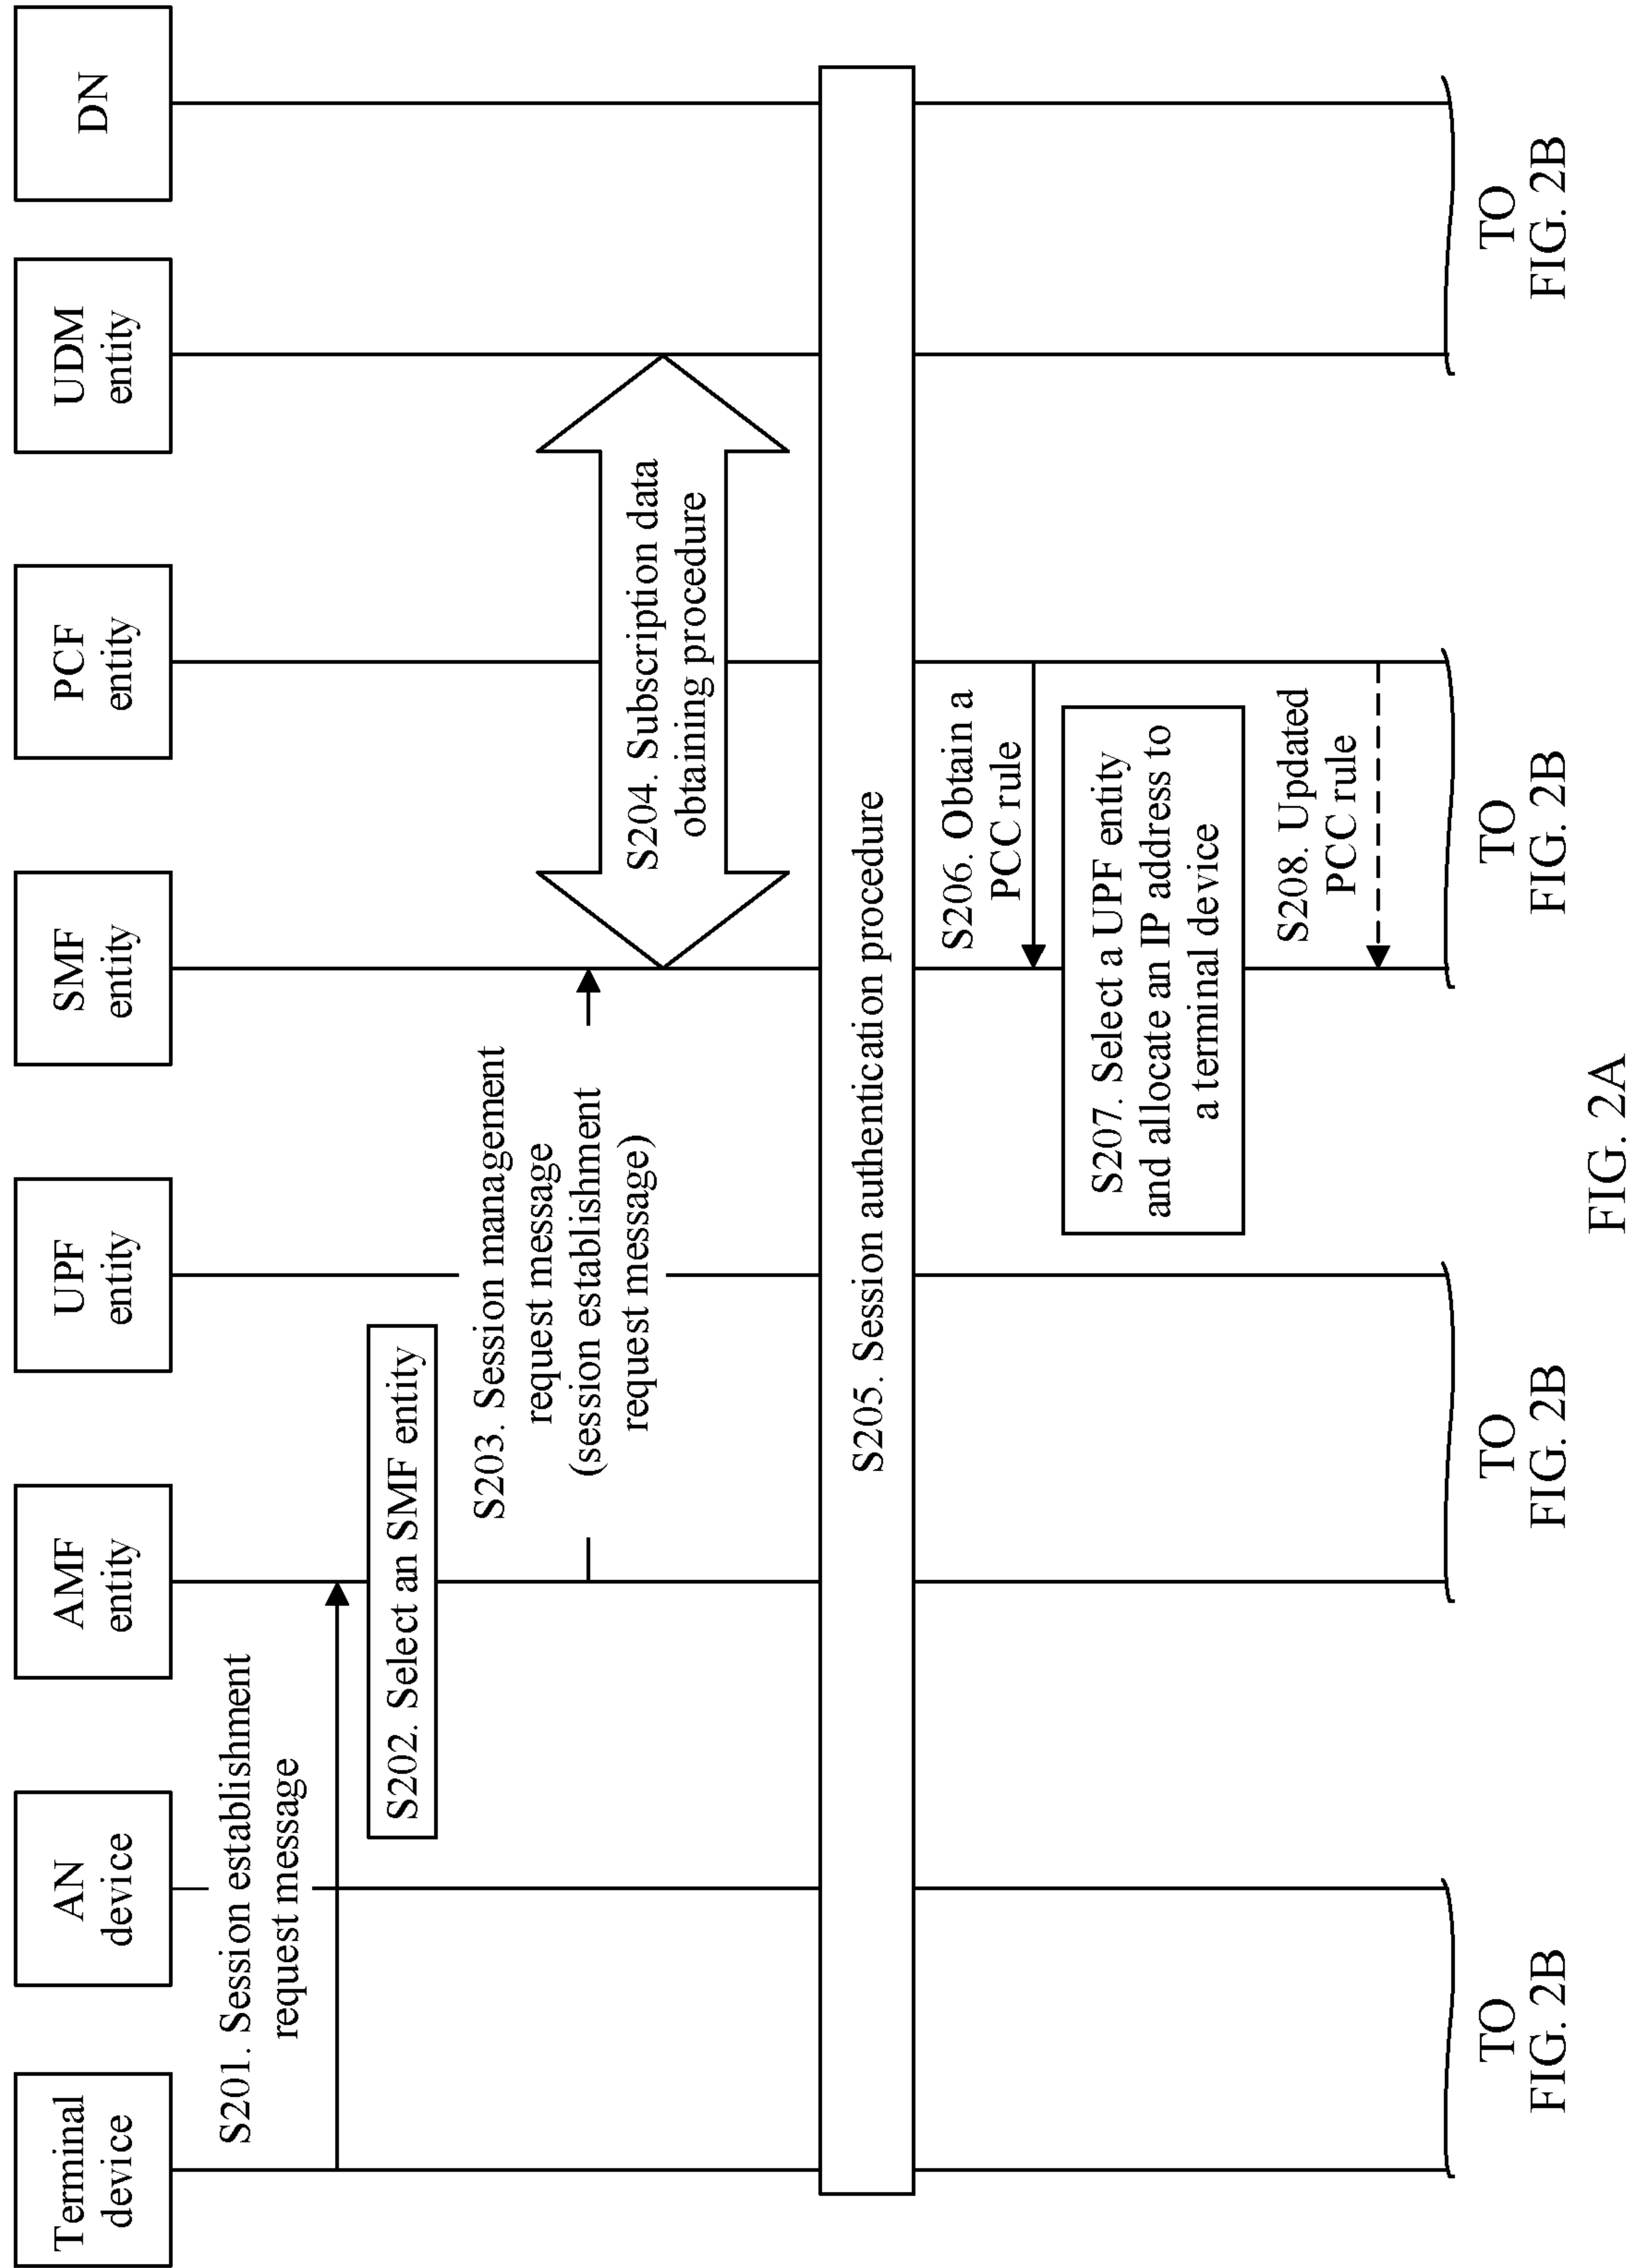 Terminal
device
AN
device
AMF
entity
UPF
entity
SMF
entity
PCF
entity
UDM
entity
DN
S201. Session establishment
request message
S202. Select an SMF entity
S203. Session management
request message
(session establishment
request message)
S204. Subscription data
obtaining procedure
S205. Session authentication procedure
S206. Obtain a
PCC rule
S207. Select a UPF entity
and allocate an IP address to
a terminal device
S208. Updated
PCC rule
TO
FIG. 2B
TO
FIG. 2B
TO
FIG. 2B
TO
FIG. 2B
FIG. 2A